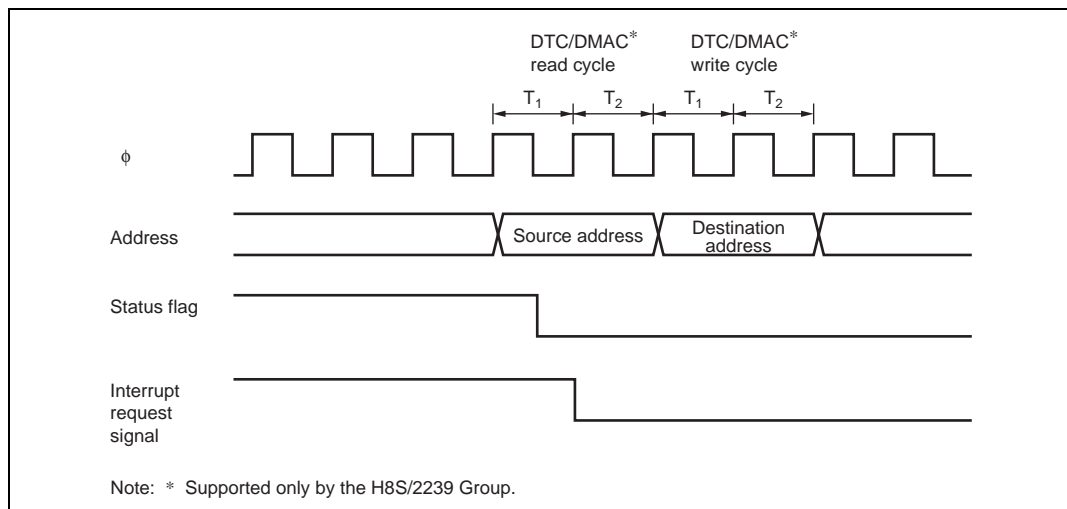 DTC/DMAC* DTC/DMAC*
read cycle write cycle
T1 T2 T1 T2
ϕ
Address
Source address
Destination
address
Status flag
Interrupt
request
signal
Note: * Supported only by the H8S/2239 Group.